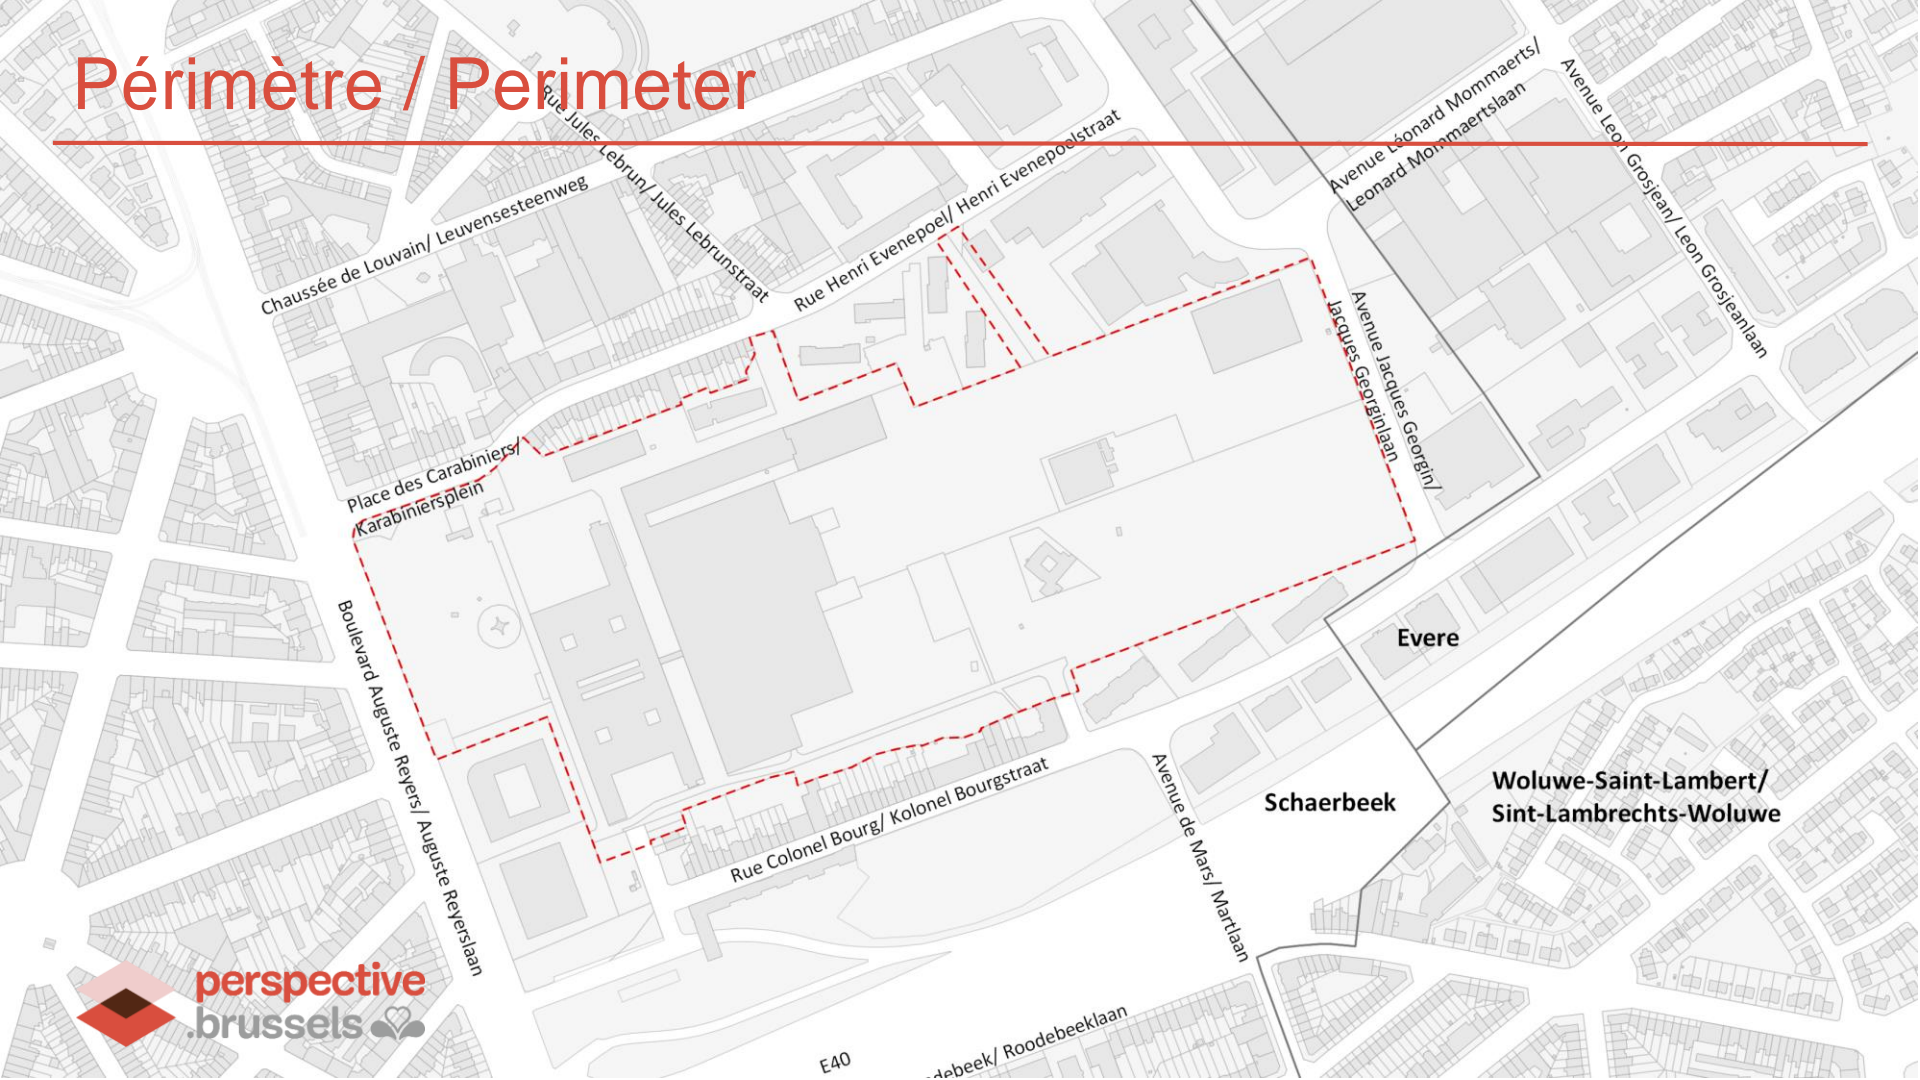 Périmètre / Perimeter
Rue Jules Lebrun/ Jules Lebrunstraat
Chaussée de Louvain/ Leuvensesteenweg
Rue Henri Evenepoel/ Henri Evenepoelstraat
Avenue Léonard Mommaerts/
Leonard Mommaertslaan
Avenue Leon Grosjean/ Leon Grosjeanlaan
Avenue Jacques Georgin/
Jacques Georginlaan
Place des Carabiniers/
Karabiniersplein
Boulevard Auguste Reyers/ Auguste Reyerslaan
Evere
Schaerbeek
Woluwe-Saint-Lambert/
Sint-Lambrechts-Woluwe
Rue Colonel Bourg/ Kolonel Bourgstraat
Avenue de Mars/ Martlaan
perspective
.brussels
E40
debeek/ Roodebeeklaan